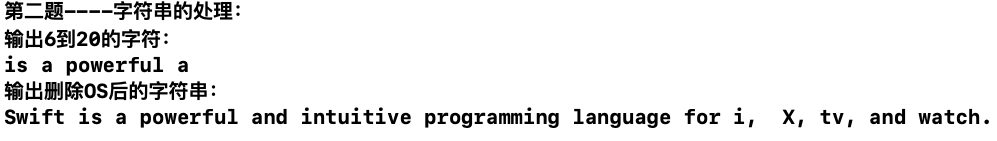 第二题----字符串的处理:
输出6到20的字符:
is a powerful a
输出删除OS后的字符串:
Swift is a powerful and intuitive programming language for i,  X, tv, and watch.